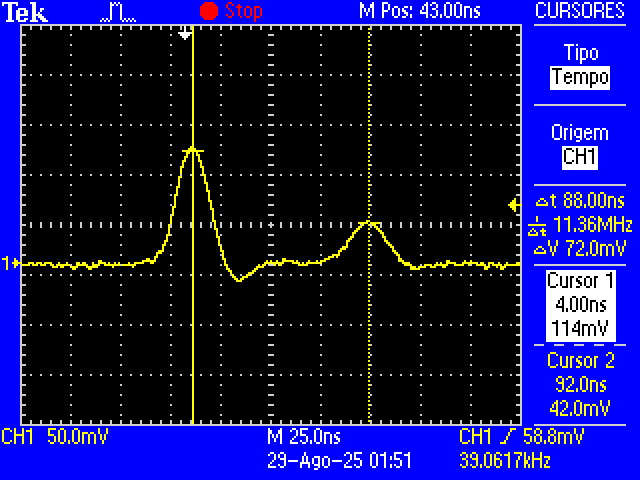 Tek Stop M Pos: 43.00ns CURSORES
Tipo
Tempo
Origem
CH1
Δt 88.00ns
1/Δt 11.36MHz
ΔV 72.0mV
1
Cursor 1
4.00ns
114mV
Cursor 2
92.0ns
42.0mV
CH1 50.0mV M 25.0ns CH1 58.8mV
29-Ago-25 01:51 39.0617kHz